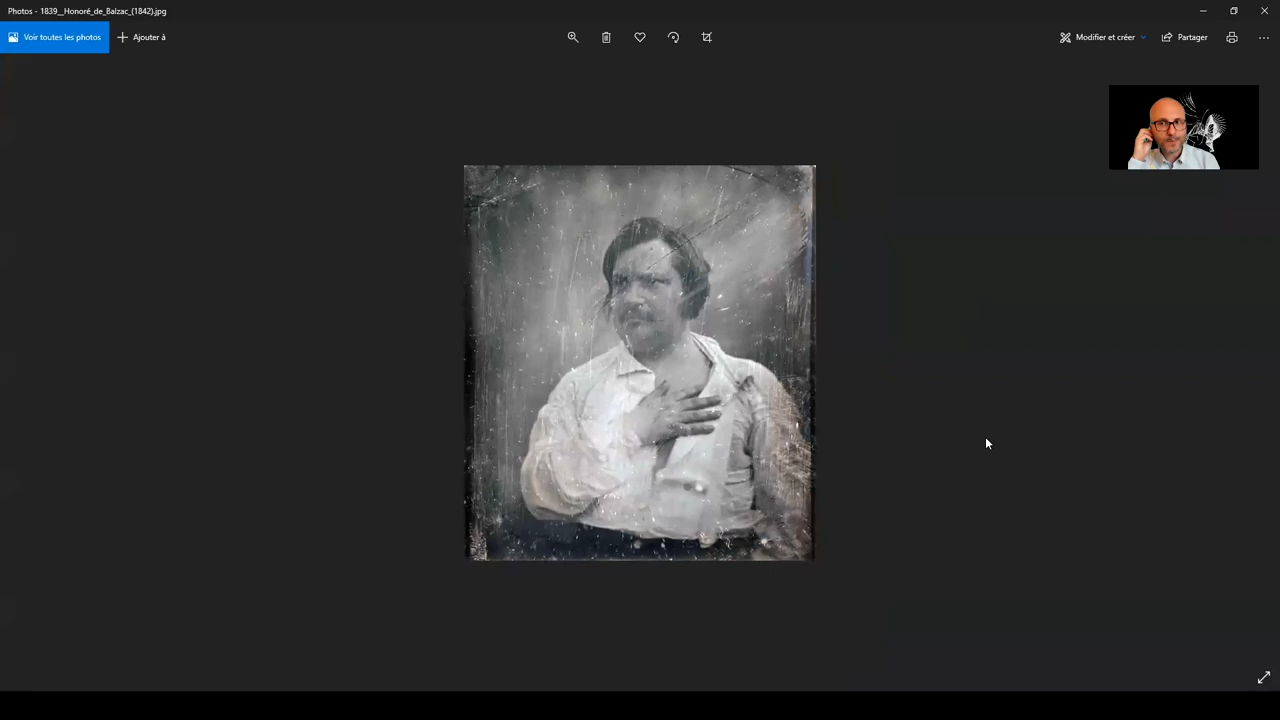 Photos - 1839__Honoré_de_Balzac_(1842).jpg
Voir toutes les photos
Ajouter à
Modifier et créer
Partager